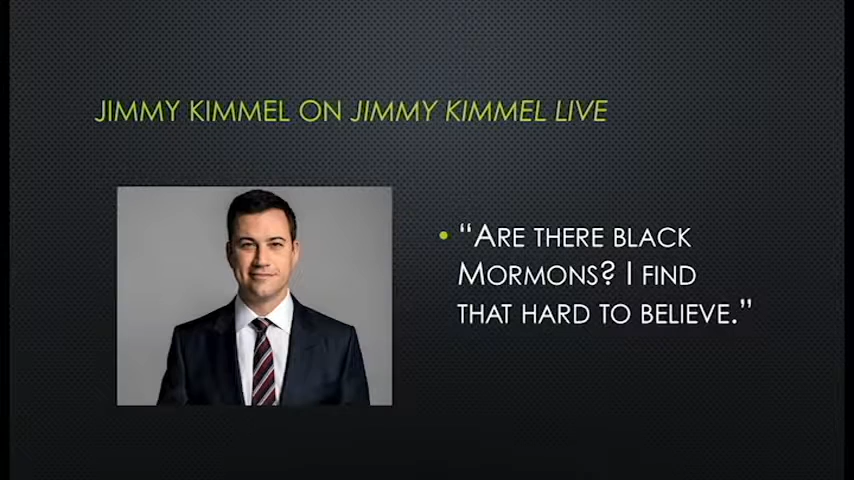 JIMMY KIMMEL ON JIMMY KIMMEL LIVE
• “ARE THERE BLACK
MORMONS? I FIND
THAT HARD TO BELIEVE.”